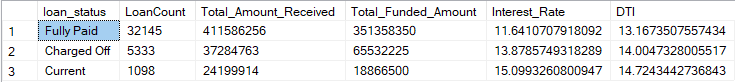 loan_status LoanCount Total_Amount_Received Total_Funded_Amount Interest_Rate DTI
1 Fully Paid 32145 411586256 351358350 11.6410707918092 13.1673507557434
2 Charged Off 5333 37284763 65532225 13.8785749318289 14.0047328005517
3 Current 1098 24199914 18866500 15.0993260800947 14.7243442736843